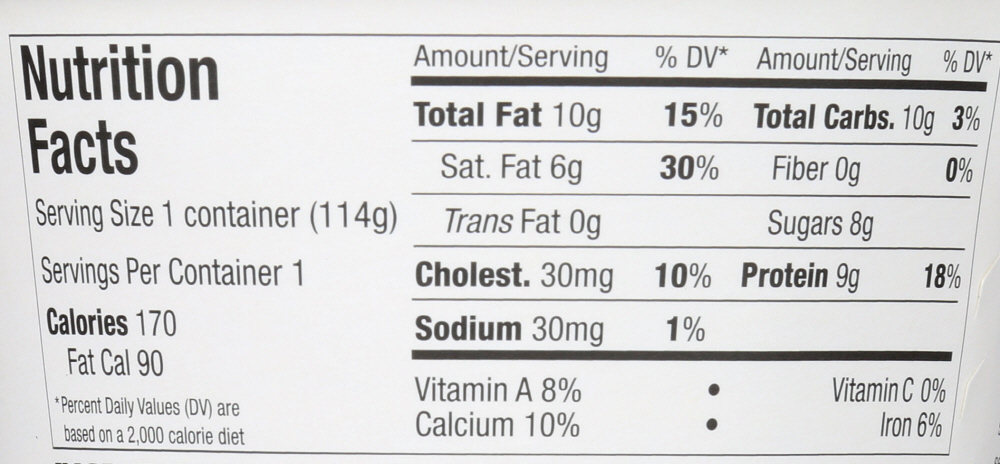 Nutrition
Facts
Serving Size 1 container (114g)
Servings Per Container 1
Calories 170
Fat Cal 90
*Percent Daily Values (DV) are
based on a 2,000 calorie diet
Amount/Serving % DV* Amount/Serving % DV*
Total Fat 10g 15% Total Carbs. 10g 3%
Sat. Fat 6g 30% Fiber 0g 0%
Trans Fat 0g Sugars 8g
Cholest. 30mg 10% Protein 9g 18%
Sodium 30mg 1%
Vitamin A 8% • Vitamin C 0%
Calcium 10% • Iron 6%